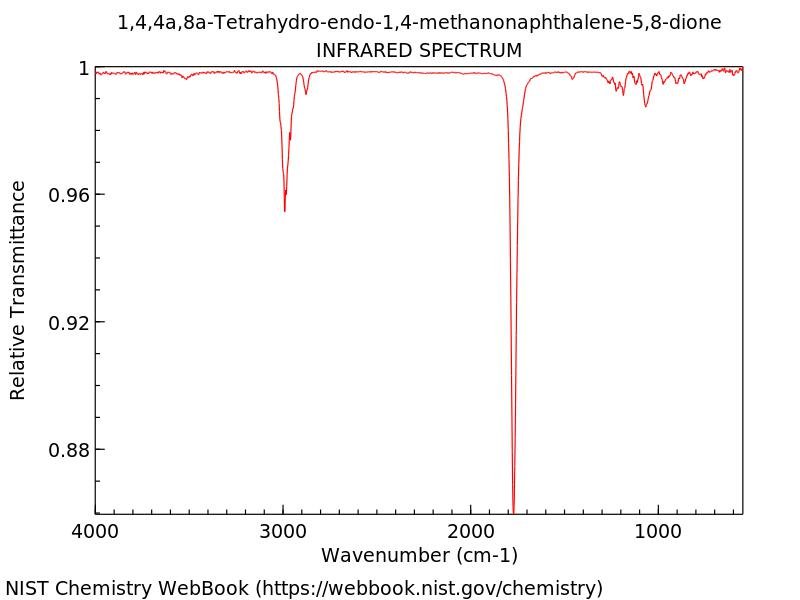 1,4,4a,8a-Tetrahydro-endo-1,4-methanonaphthalene-5,8-dione
INFRARED SPECTRUM
1
0.96
0.92
0.88
Relative Transmittance
4000 3000 2000 1000
Wavenumber (cm-1)
NIST Chemistry WebBook (https://webbook.nist.gov/chemistry)